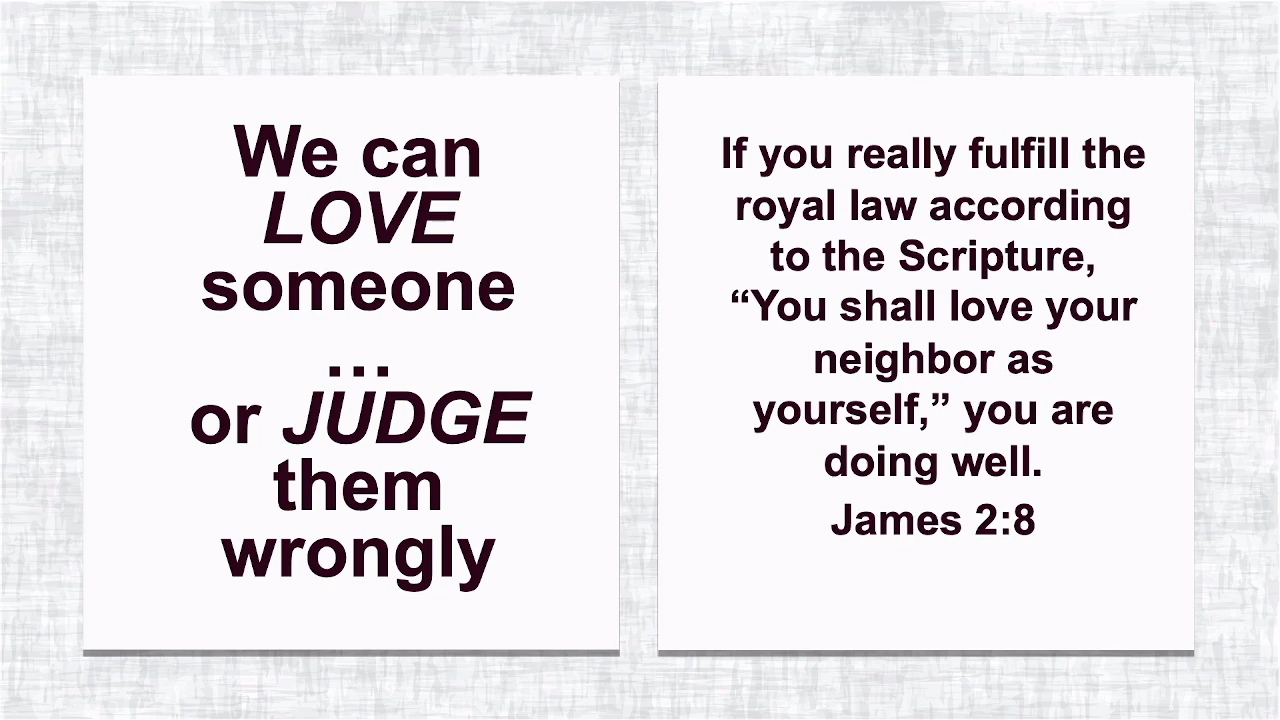 We can
LOVE
someone
…
or JUDGE
them
wrongly
If you really fulfill the
royal law according
to the Scripture,
“You shall love your
neighbor as
yourself,” you are
doing well.
James 2:8